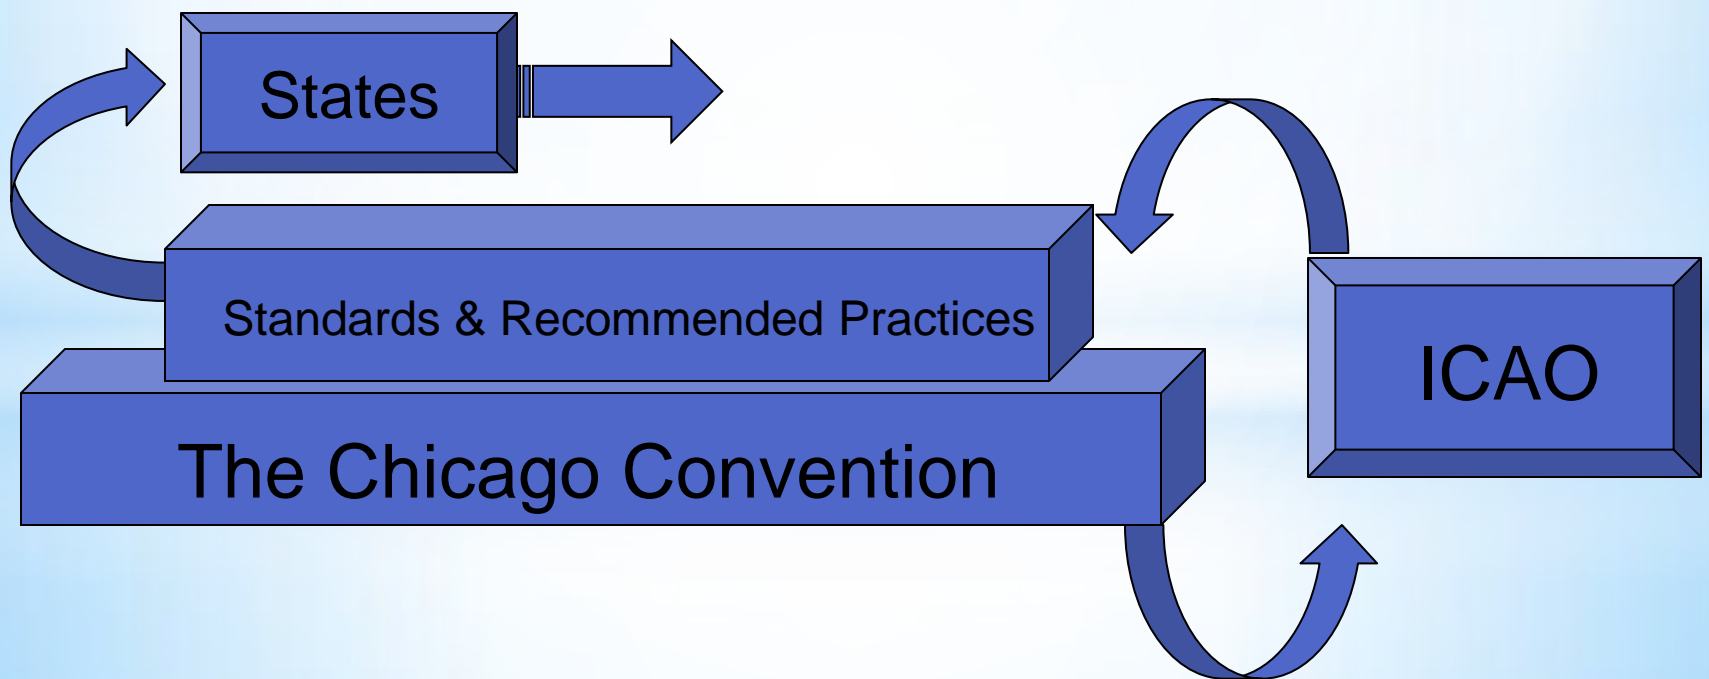 States
Standards & Recommended Practices
ICAO
The Chicago Convention